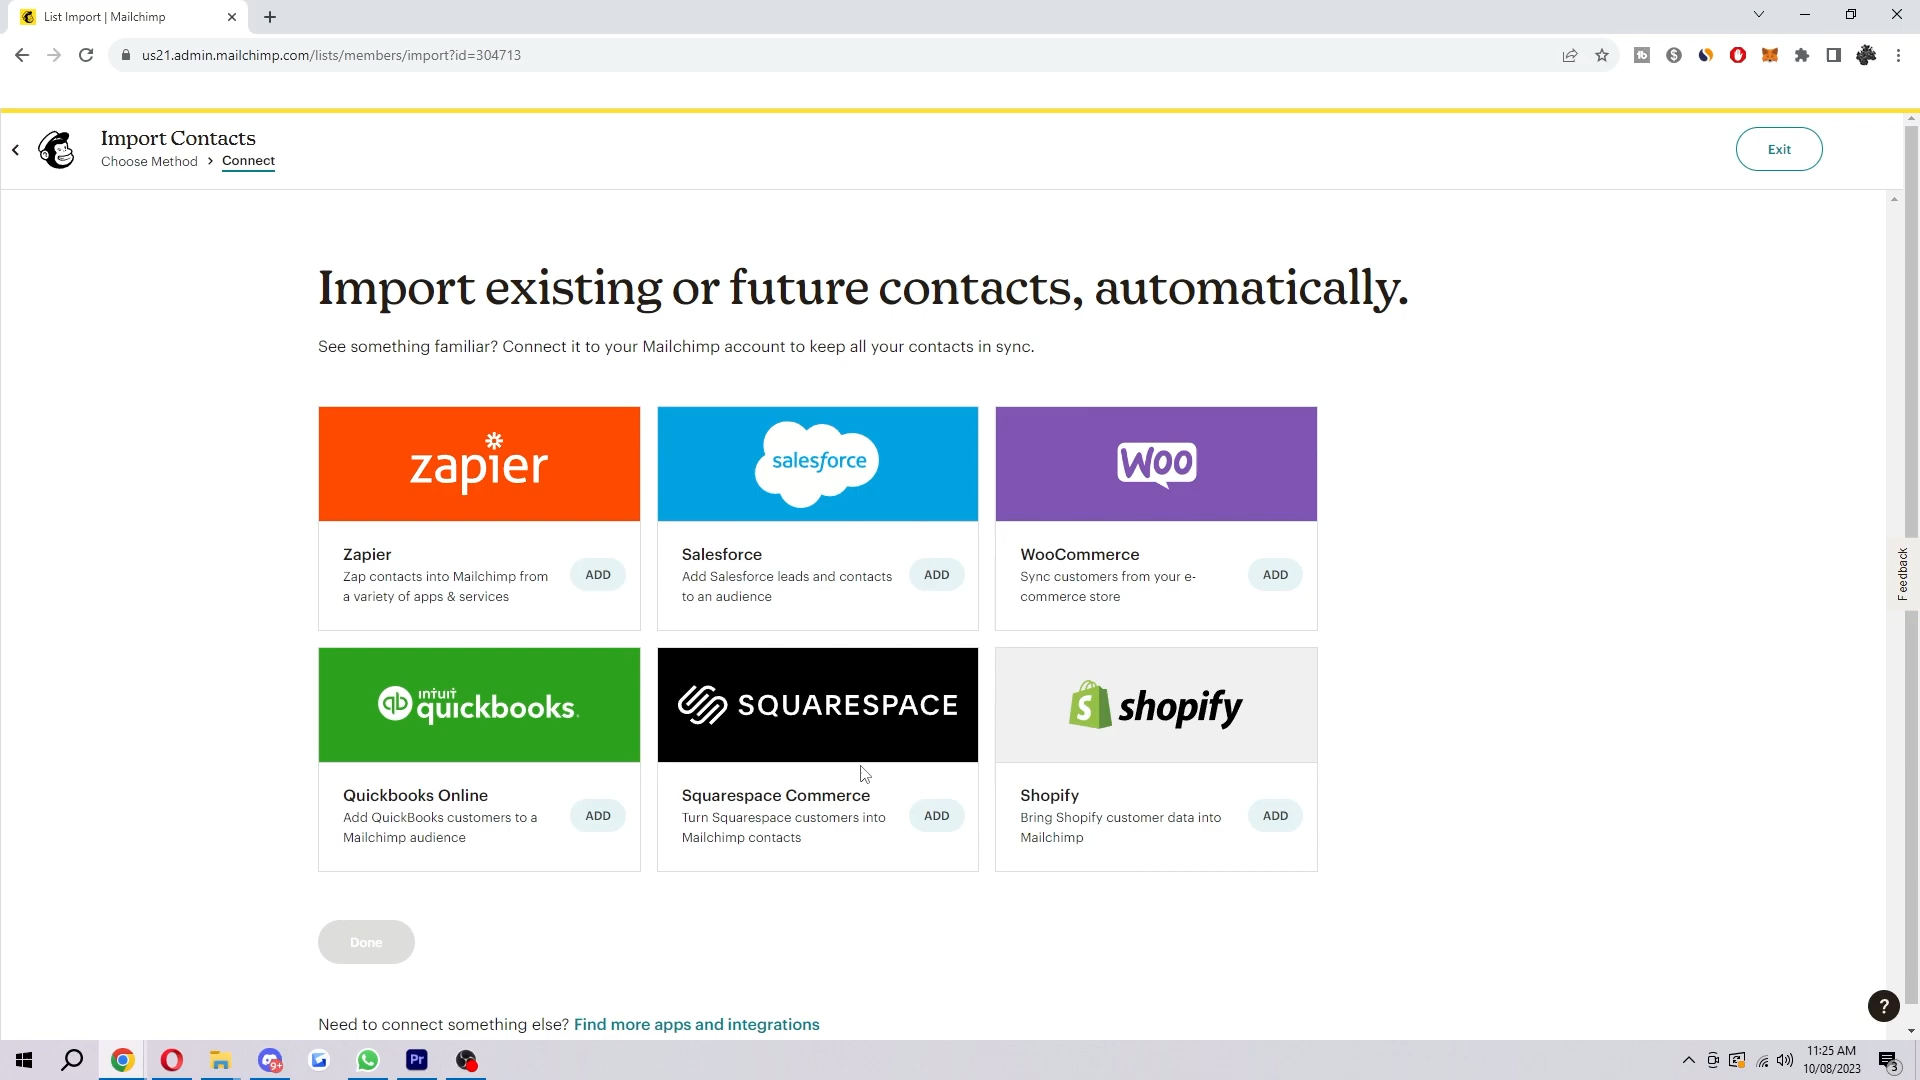 List Import | Mailchimp
us21.admin.mailchimp.com/lists/members/import?id=304713
Import Contacts
Choose Method > Connect
Exit
Import existing or future contacts, automatically.
See something familiar? Connect it to your Mailchimp account to keep all your contacts in sync.
zapier
salesforce
Woo
Zapier
Zap contacts into Mailchimp from
a variety of apps & services
ADD
Salesforce
Add Salesforce leads and contacts
to an audience
ADD
WooCommerce
Sync customers from your e-
commerce store
ADD
Feedback
qb intuit quickbooks.
SQUARESPACE
S shopify
Quickbooks Online
Add QuickBooks customers to a
Mailchimp audience
ADD
Squarespace Commerce
Turn Squarespace customers into
Mailchimp contacts
ADD
Shopify
Bring Shopify customer data into
Mailchimp
ADD
Done
?
Need to connect something else? Find more apps and integrations
9+
Pr
11:25 AM
10/08/2023
3